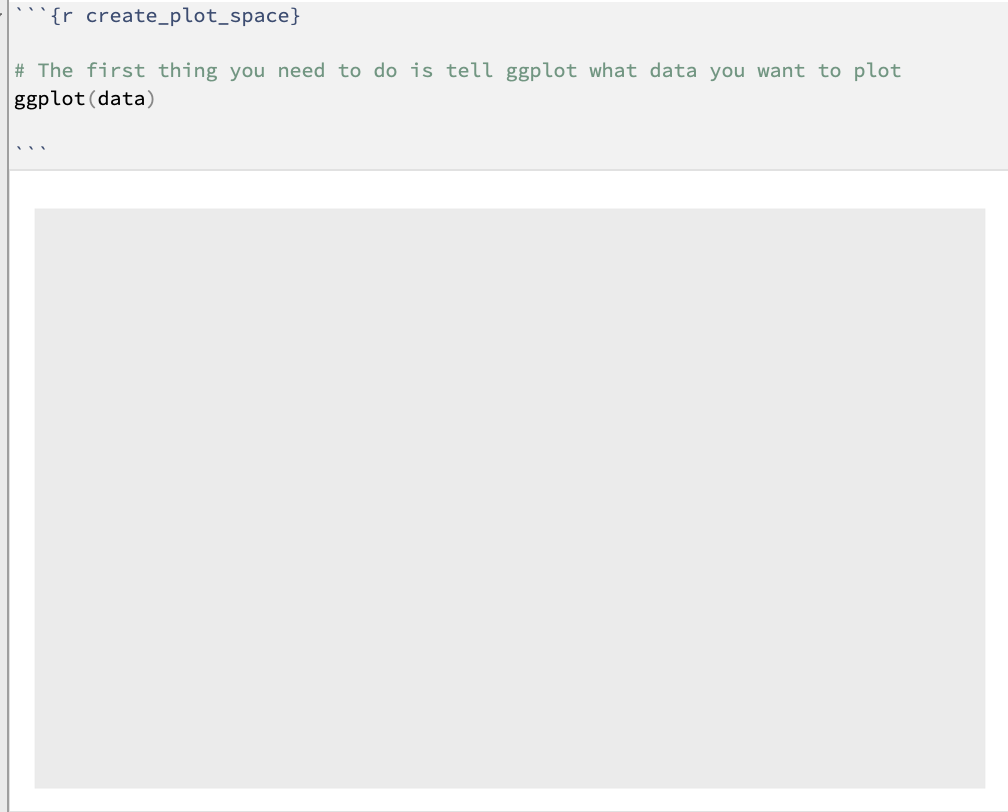 ```{r create_plot_space}
# The first thing you need to do is tell ggplot what data you want to plot
ggplot(data)
```